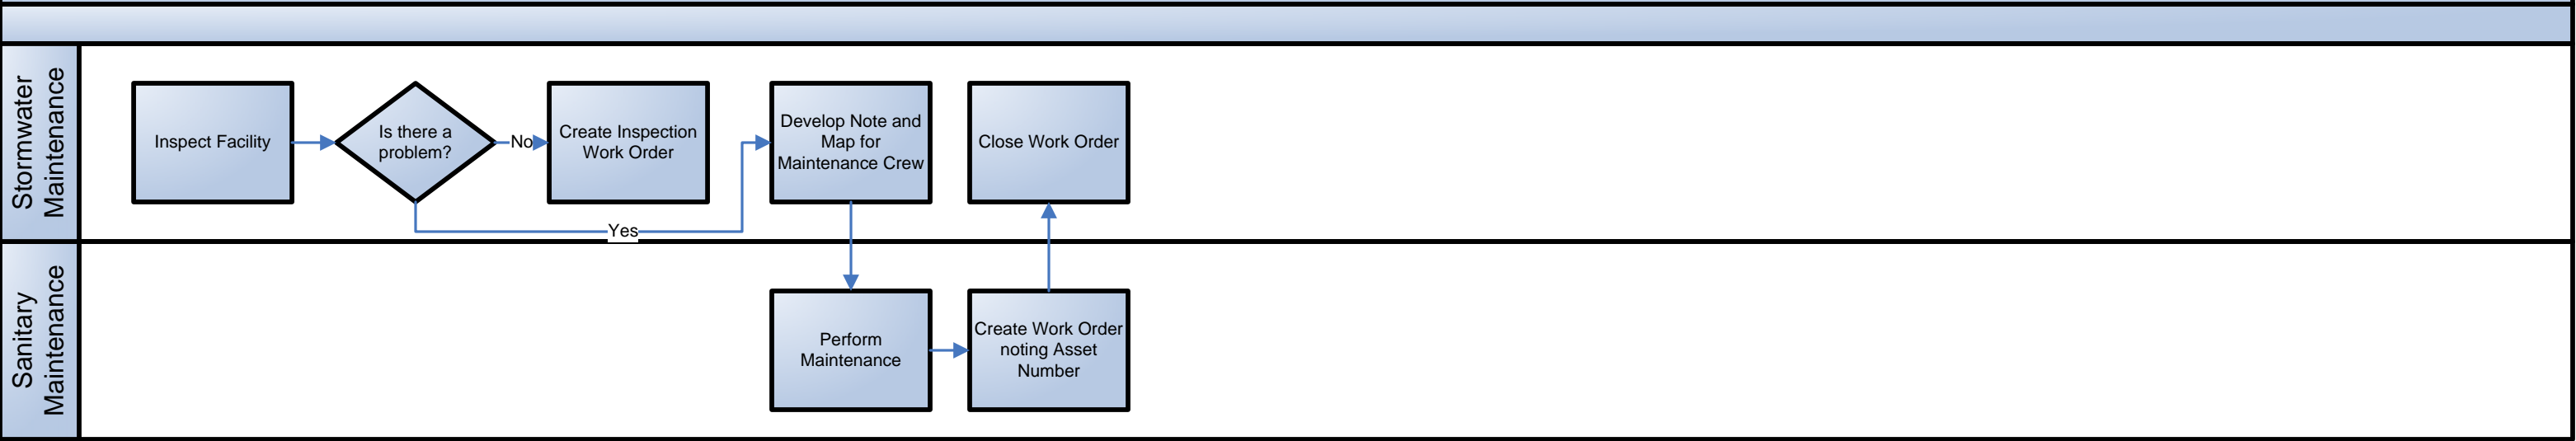 Stormwater
Maintenance
Inspect Facility
Is there a
problem?
No
Create Inspection
Work Order
Yes
Develop Note and
Map for
Maintenance Crew
Close Work Order
Sanitary
Maintenance
Perform
Maintenance
Create Work Order
noting Asset
Number